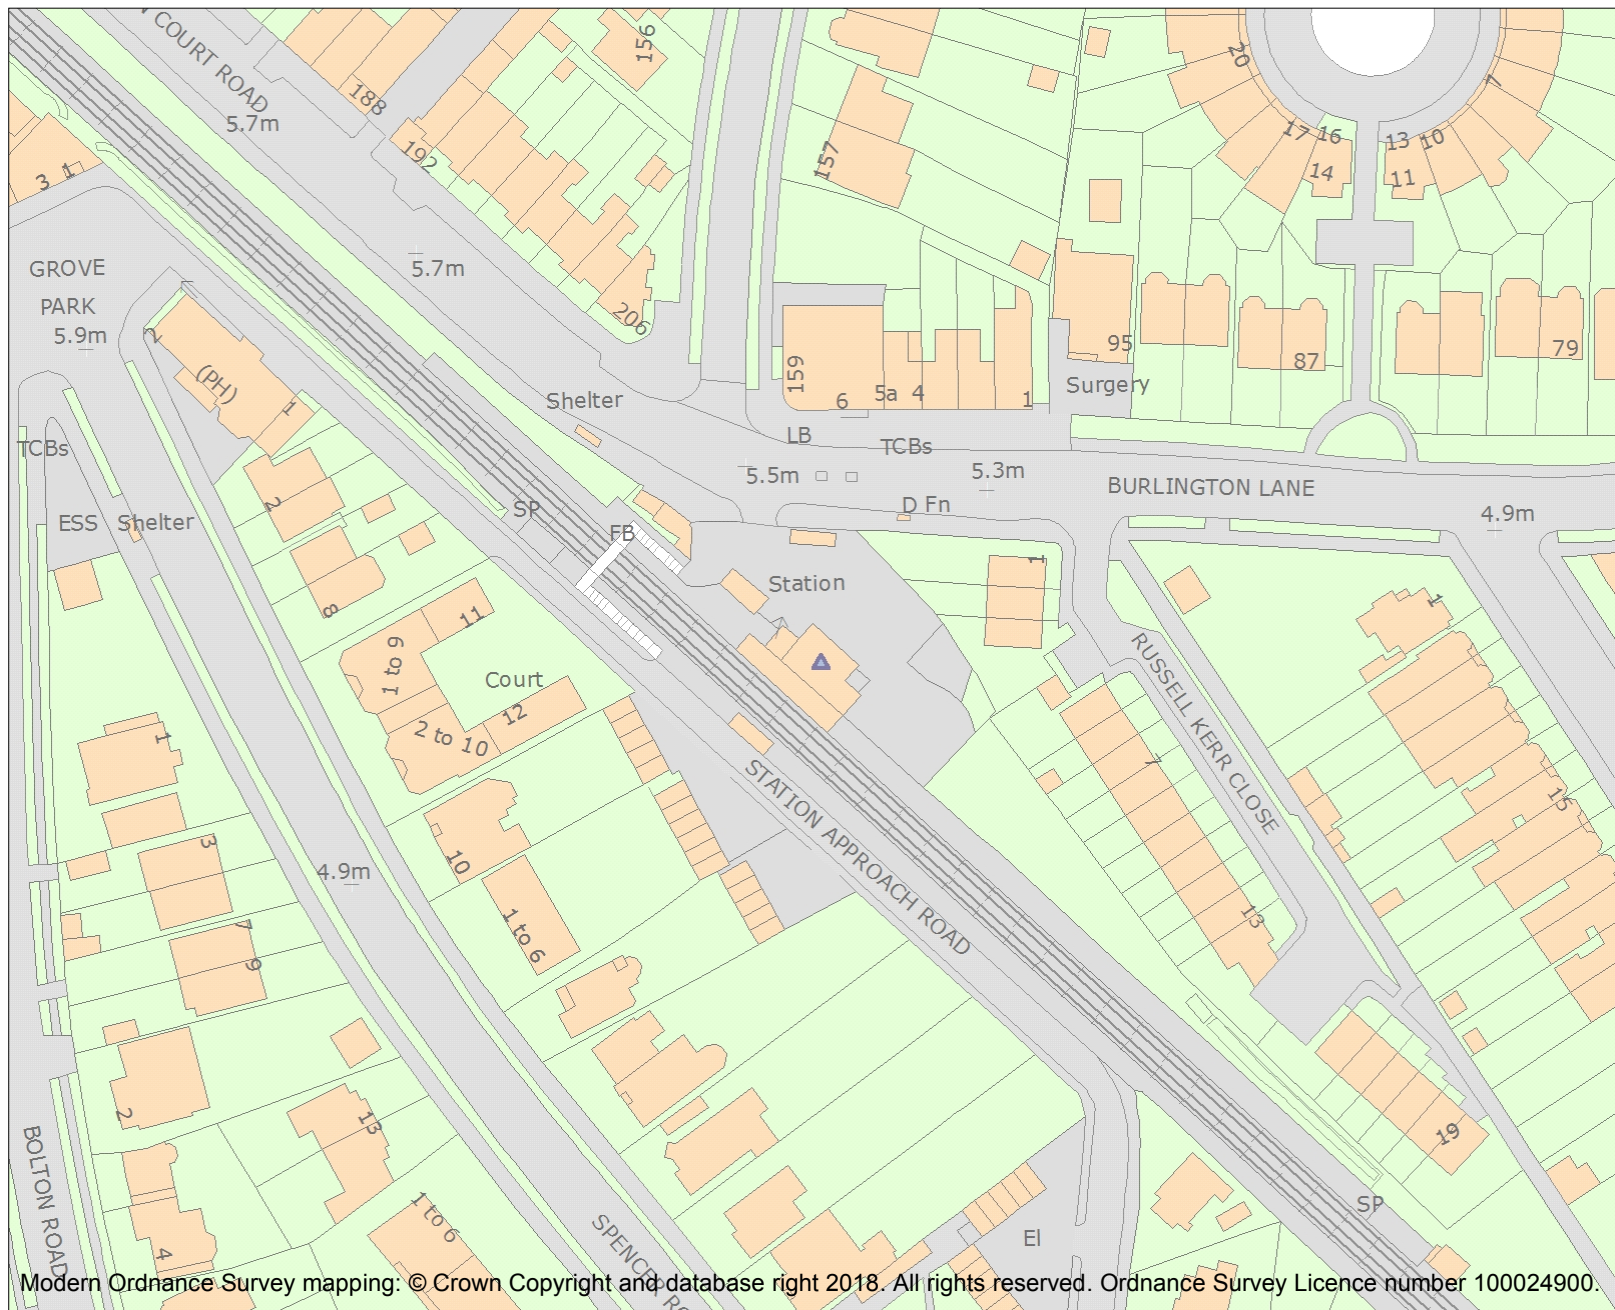 N COURT ROAD
5.7m
188
156
192
157
20
7
17
16
13
10
14
11
3
1
GROVE
PARK
5.9m
5.7m
206
2
(PH)
1
Shelter
159
6
5a
4
1
95
Surgery
87
79
LB
TCBs
TCBs
5.5m
5.3m
BURLINGTON LANE
4.9m
D Fn
2
SP
FB
ESS
Shelter
Station
1
8
11
1 to 9
Court
12
2 to 10
1
1
RUSSELL KERR CLOSE
7
15
STATION APPROACH ROAD
3
10
4.9m
1 to 6
13
7
9
2
13
19
BOLTON ROAD
4
1 to 6
SPENCER RO
El
SP
Modern Ordnance Survey mapping: © Crown Copyright and database right 2018. All rights reserved. Ordnance Survey Licence number 100024900.